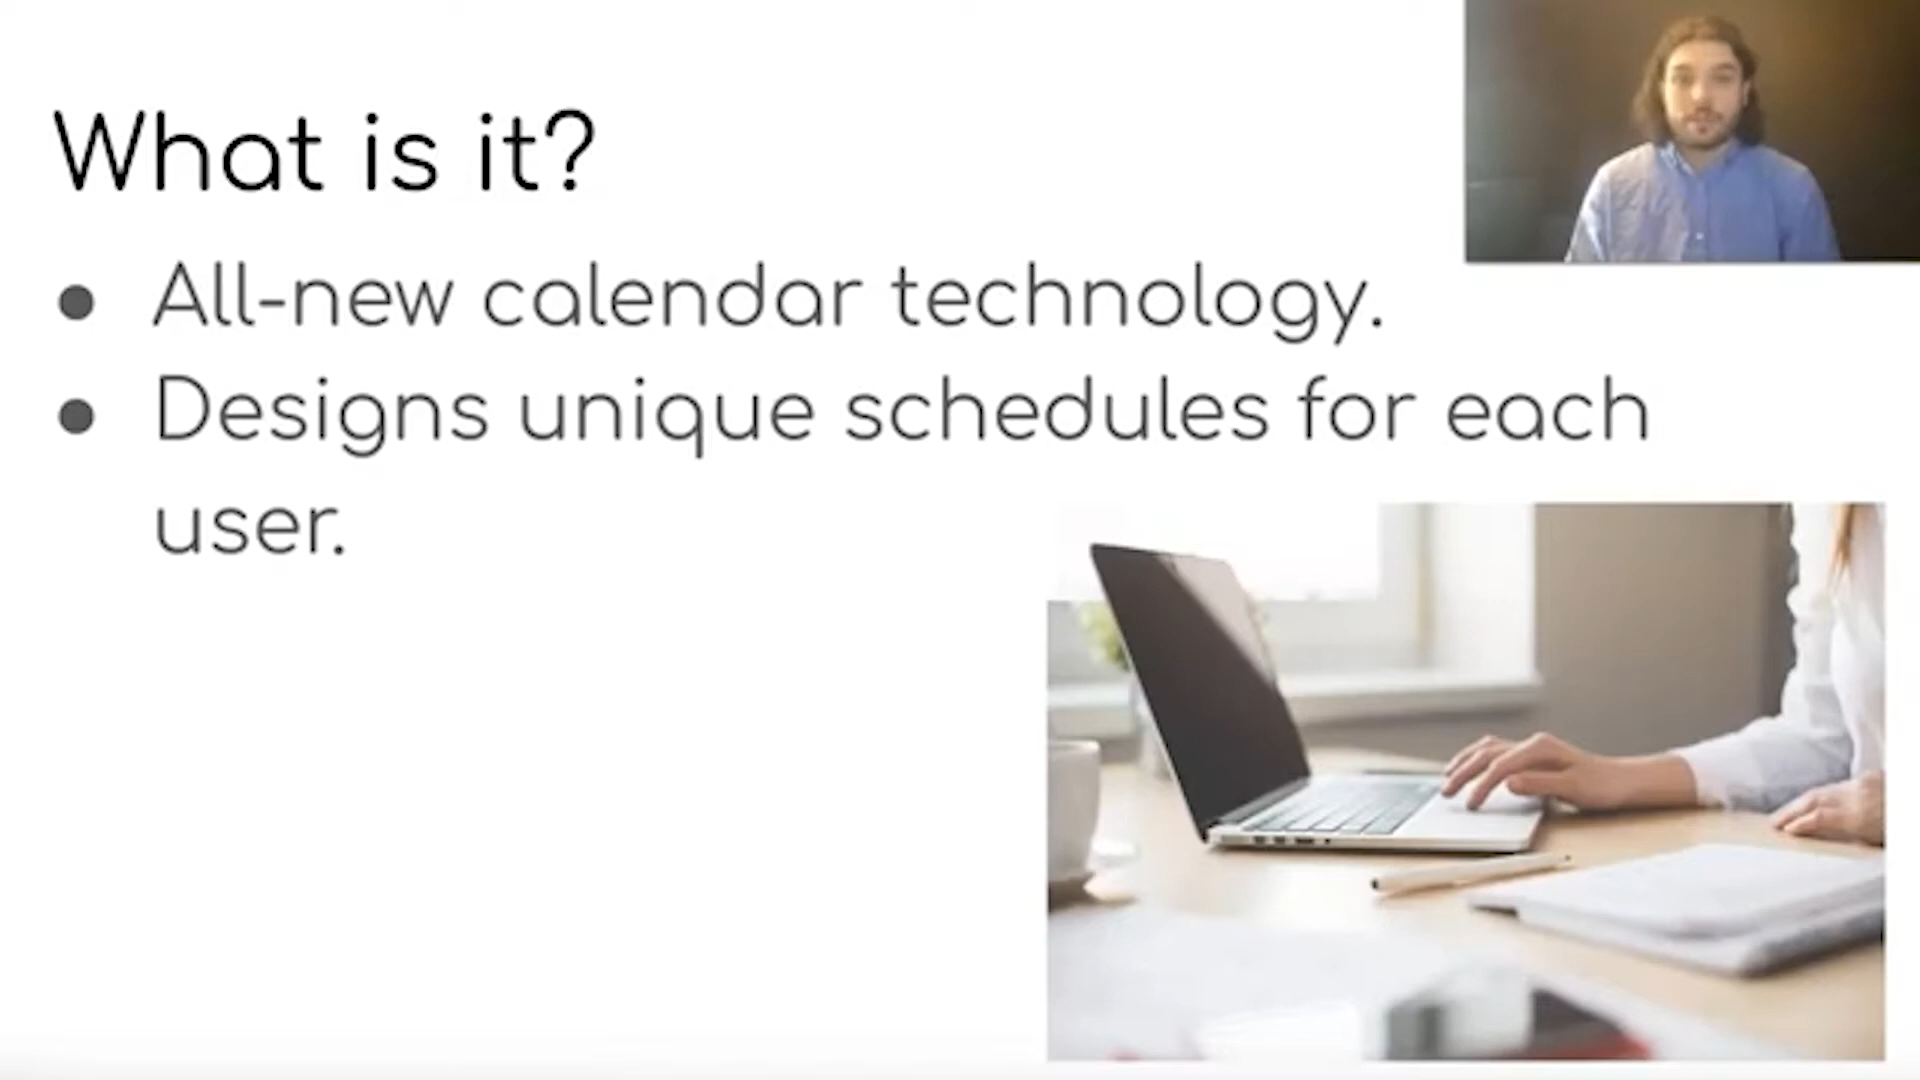 What is it?
● All-new calendar technology.
● Designs unique schedules for each
user.